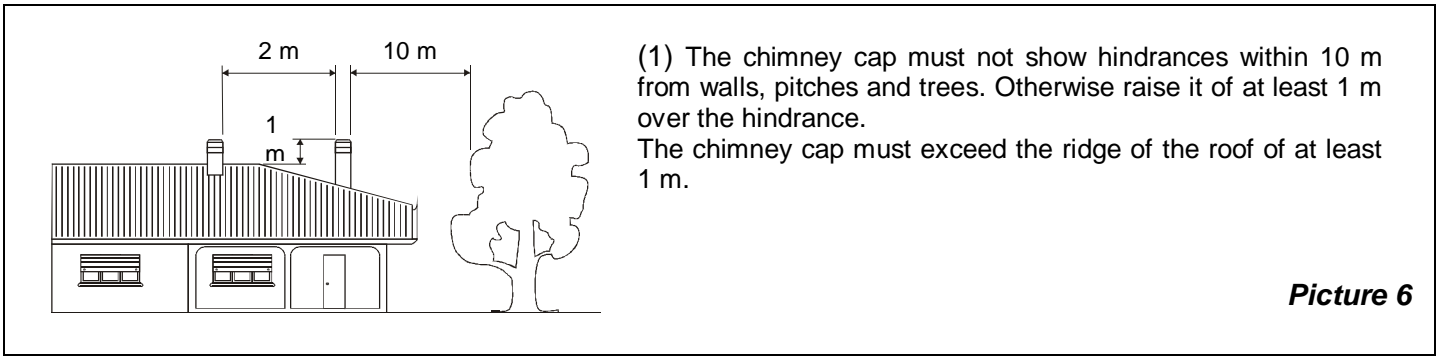 2 m
10 m
1
m
(1) The chimney cap must not show hindrances within 10 m
from walls, pitches and trees. Otherwise raise it of at least 1 m
over the hindrance.
The chimney cap must exceed the ridge of the roof of at least
1 m.
Picture 6